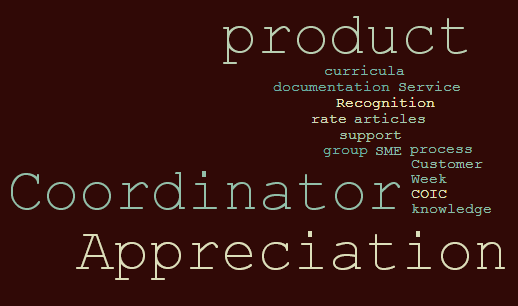 product
curricula
documentation Service
Recognition
rate articles
support
group SME process
Customer
Week
Coordinator COIC
knowledge
Appreciation